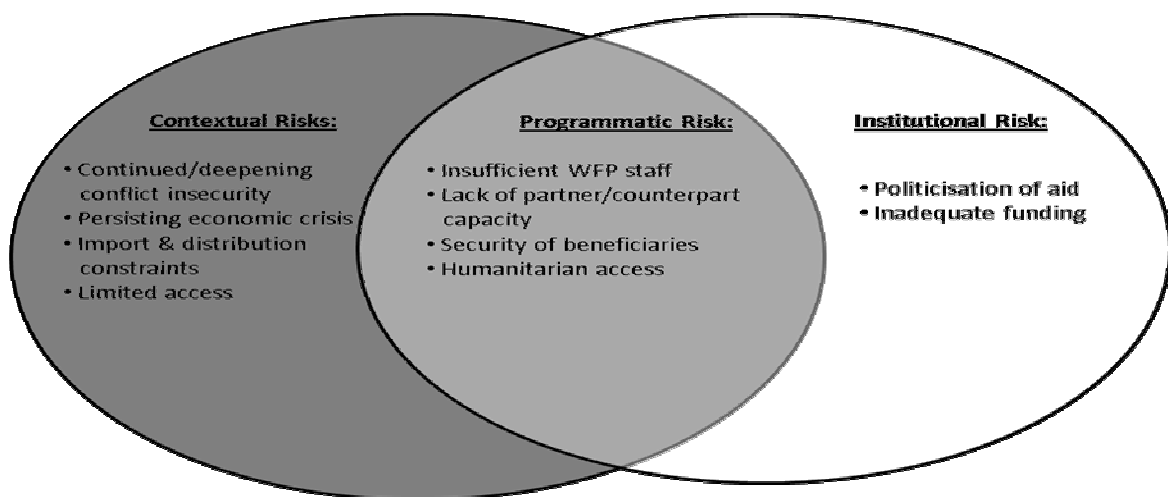 Contextual Risks:
• Continued/deepening
conflict insecurity
• Persisting economic crisis
• Import & distribution
constraints
• Limited access
Programmatic Risk:
• Insufficient WFP staff
• Lack of partner/counterpart
capacity
• Security of beneficiaries
• Humanitarian access
Institutional Risk:
• Politicisation of aid
• Inadequate funding